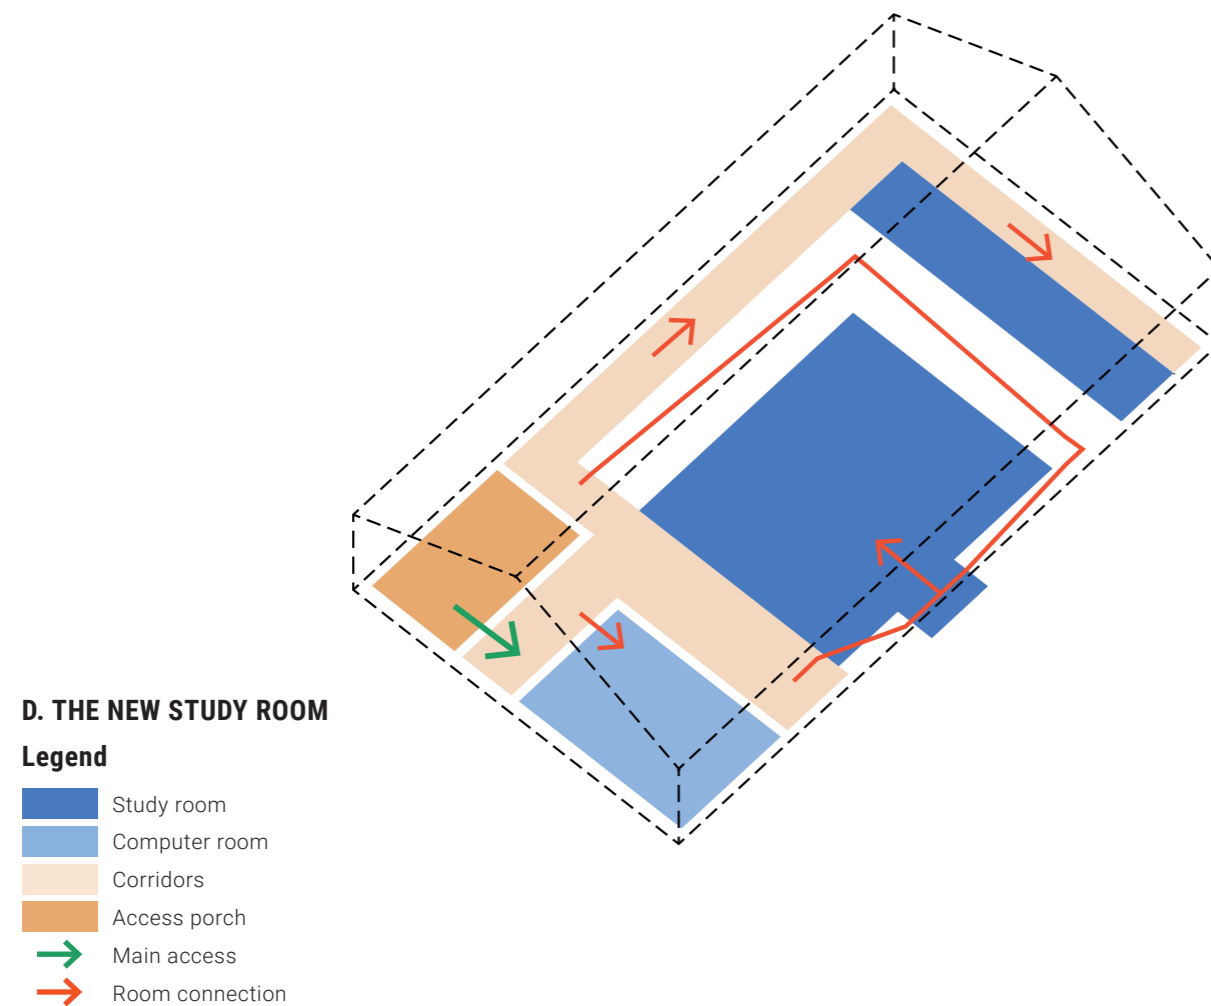 D. THE NEW STUDY ROOM
Legend
Study room
Computer room
Corridors
Access porch
Main access
Room connection